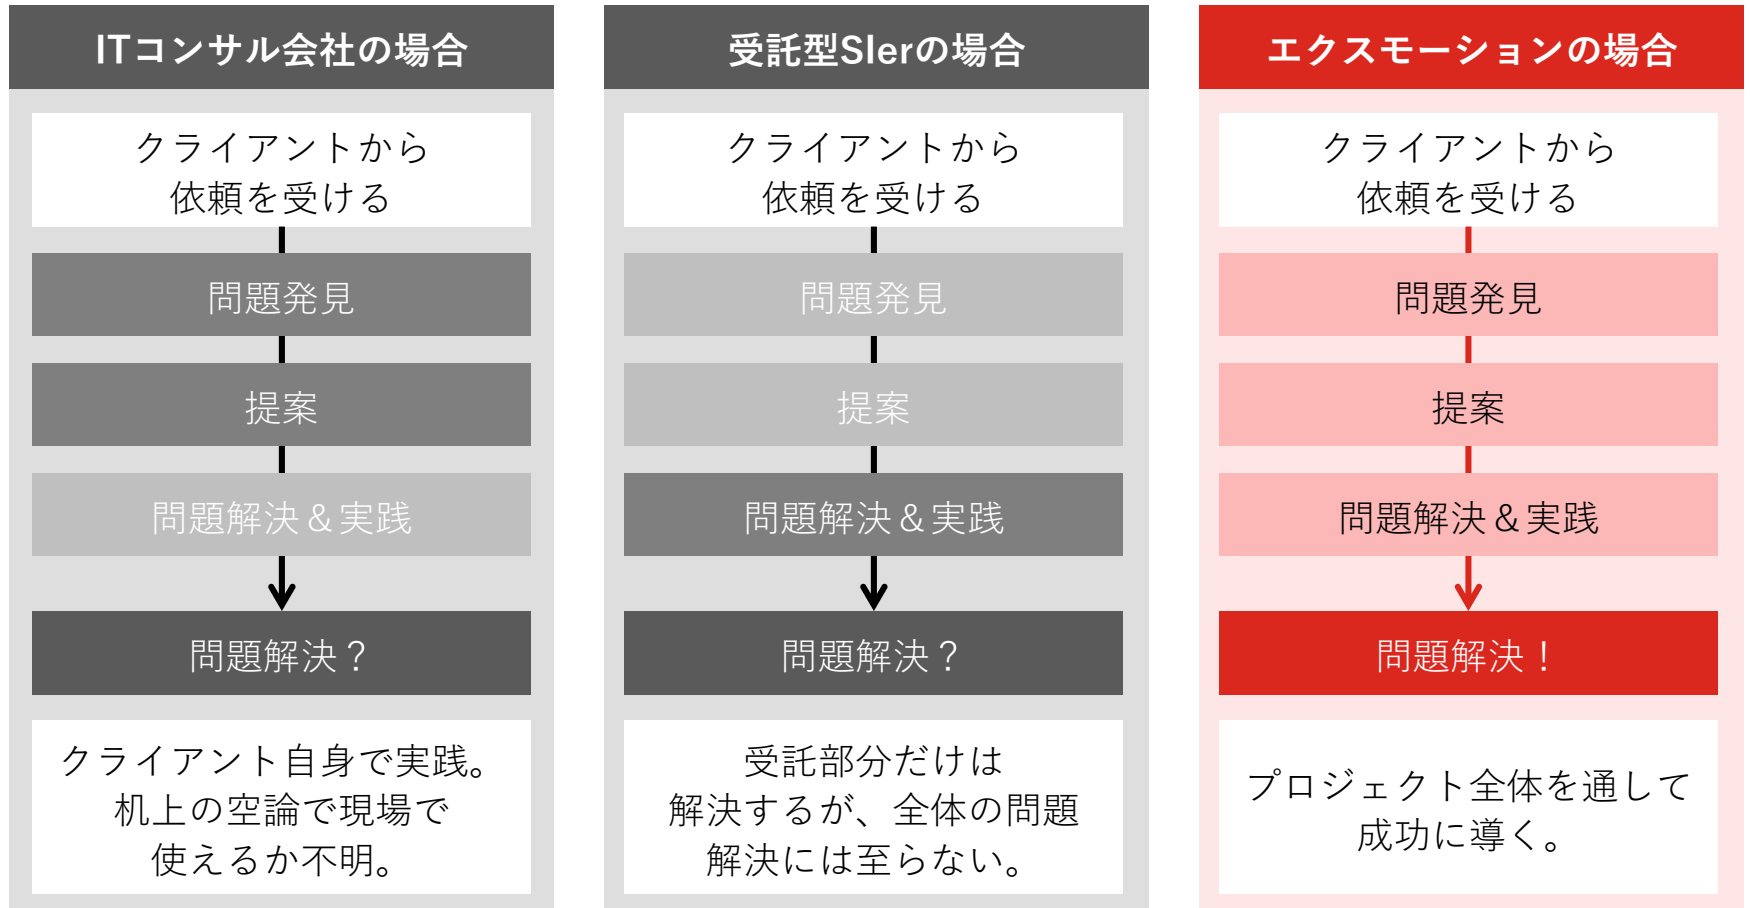 ITコンサル会社の場合
クライアントから
依頼を受ける
問題発見
提案
問題解決＆実践
問題解決？
クライアント自身で実践。
机上の空論で現場で
使えるか不明。
受託型SIerの場合
クライアントから
依頼を受ける
問題発見
提案
問題解決＆実践
問題解決？
受託部分だけは
解決するが、全体の問題
解決には至らない。
エクスモーションの場合
クライアントから
依頼を受ける
問題発見
提案
問題解決＆実践
問題解決！
プロジェクト全体を通して
成功に導く。